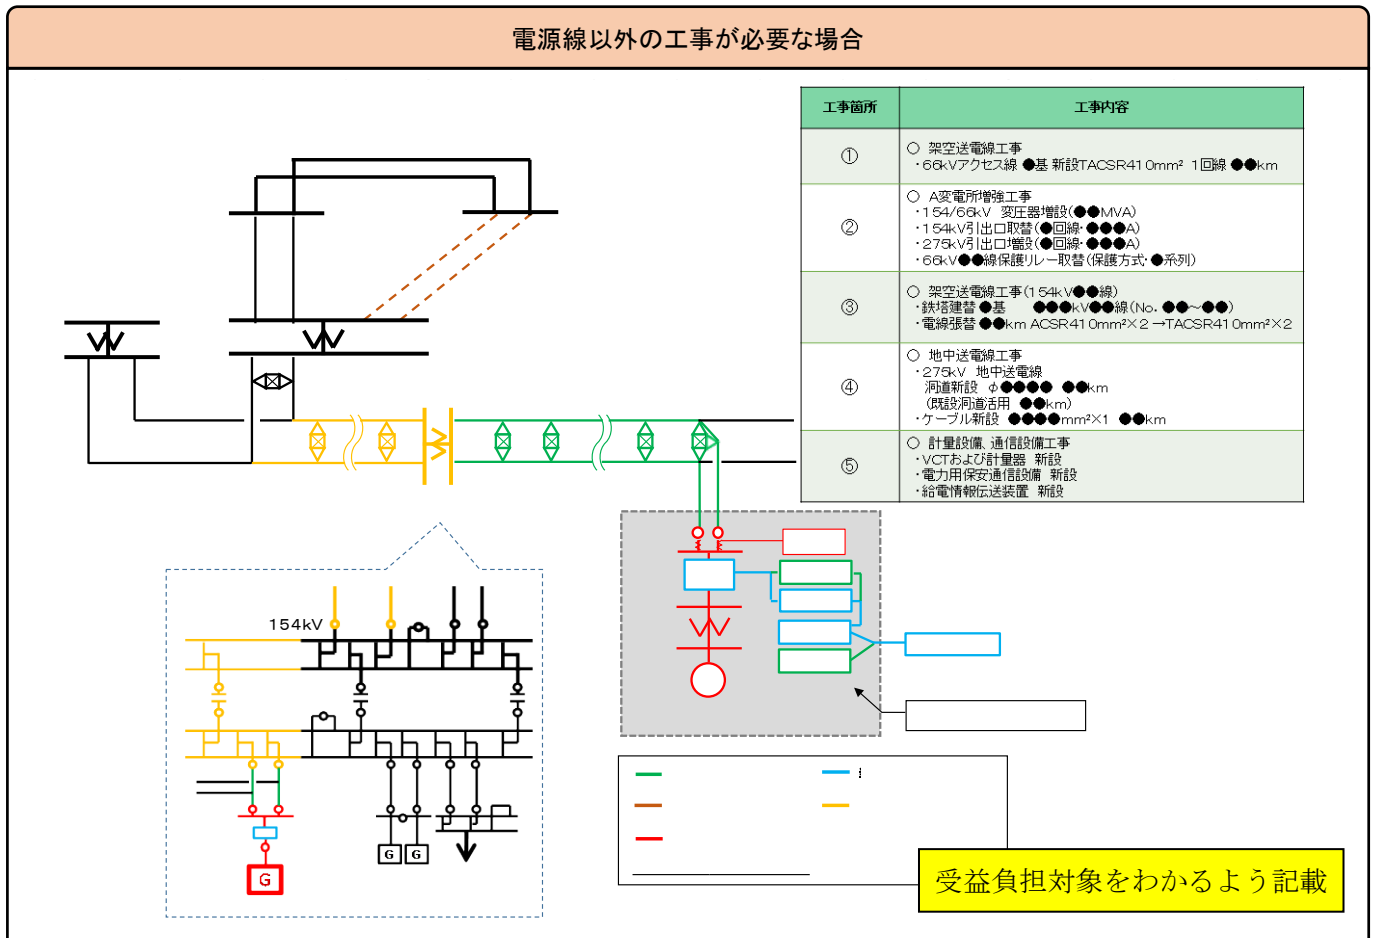 電源線以外の工事が必要な場合
工事箇所 工事内容
① ○ 架空送電線工事
・66kVアクセス線 ●基 新設TACSR410mm² 1回線 ●●km
② ○ A変電所増強工事
・154/66kV 変圧器増設(●●MVA)
・154kV引出口取替(●回線・●●●A)
・275kV引出口増設(●回線・●●●A)
・66kV●●線保護リレー取替(保護方式・●系列)
③ ○ 架空送電線工事(154kV●●線)
・鉄塔建替 ●基 ●●●kV●●線(No. ●●～●●)
・電線張替 ●●km ACSR410mm²×2 →TACSR410mm²×2
④ ○ 地中送電線工事
・275kV 地中送電線
洞道新設 φ●●●● ●●km
(既設洞道活用 ●●km)
・ケーブル新設 ●●●●mm²×1 ●●km
⑤ ○ 計量設備、通信設備工事
・VCTおよび計量器 新設
・電力用保安通信設備 新設
・給電情報伝送装置 新設
154kV
G G
G
受益負担対象をわかるよう記載